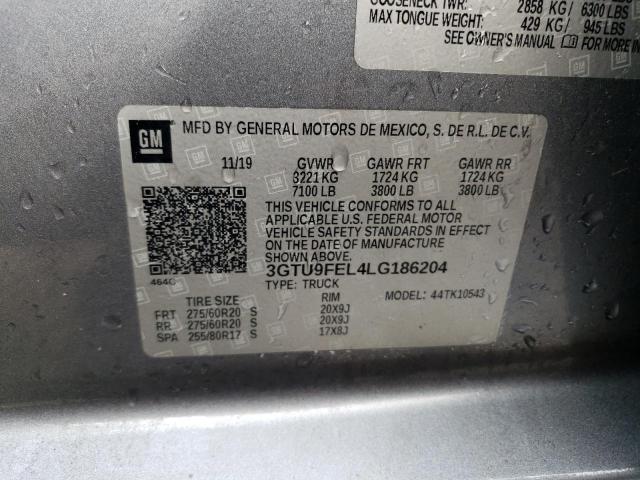 GOOSENECK TWR: 2858 KG/ 6300 LBS
MAX TONGUE WEIGHT: 429 KG/ 945 LBS
SEE OWNER'S MANUAL FOR MORE
GM
MFD BY GENERAL MOTORS DE MEXICO, S. DE R.L. DE C.V.
11/19 GVWR GAWR FRT GAWR RR
3221 KG 1724 KG 1724 KG
7100 LB 3800 LB 3800 LB
THIS VEHICLE CONFORMS TO ALL
APPLICABLE U.S. FEDERAL MOTOR
VEHICLE SAFETY STANDARDS IN EFFECT
ON THE DATE OF MANUFACTURE
SHOWN ABOVE.
464C
3GTU9FEL4LG186204
TYPE: TRUCK MODEL: 44TK10543
TIRE SIZE RIM
FRT 275/60R20 S 20X9J
RR 275/60R20 S 20X9J
SPA 255/80R17 S 17X8J